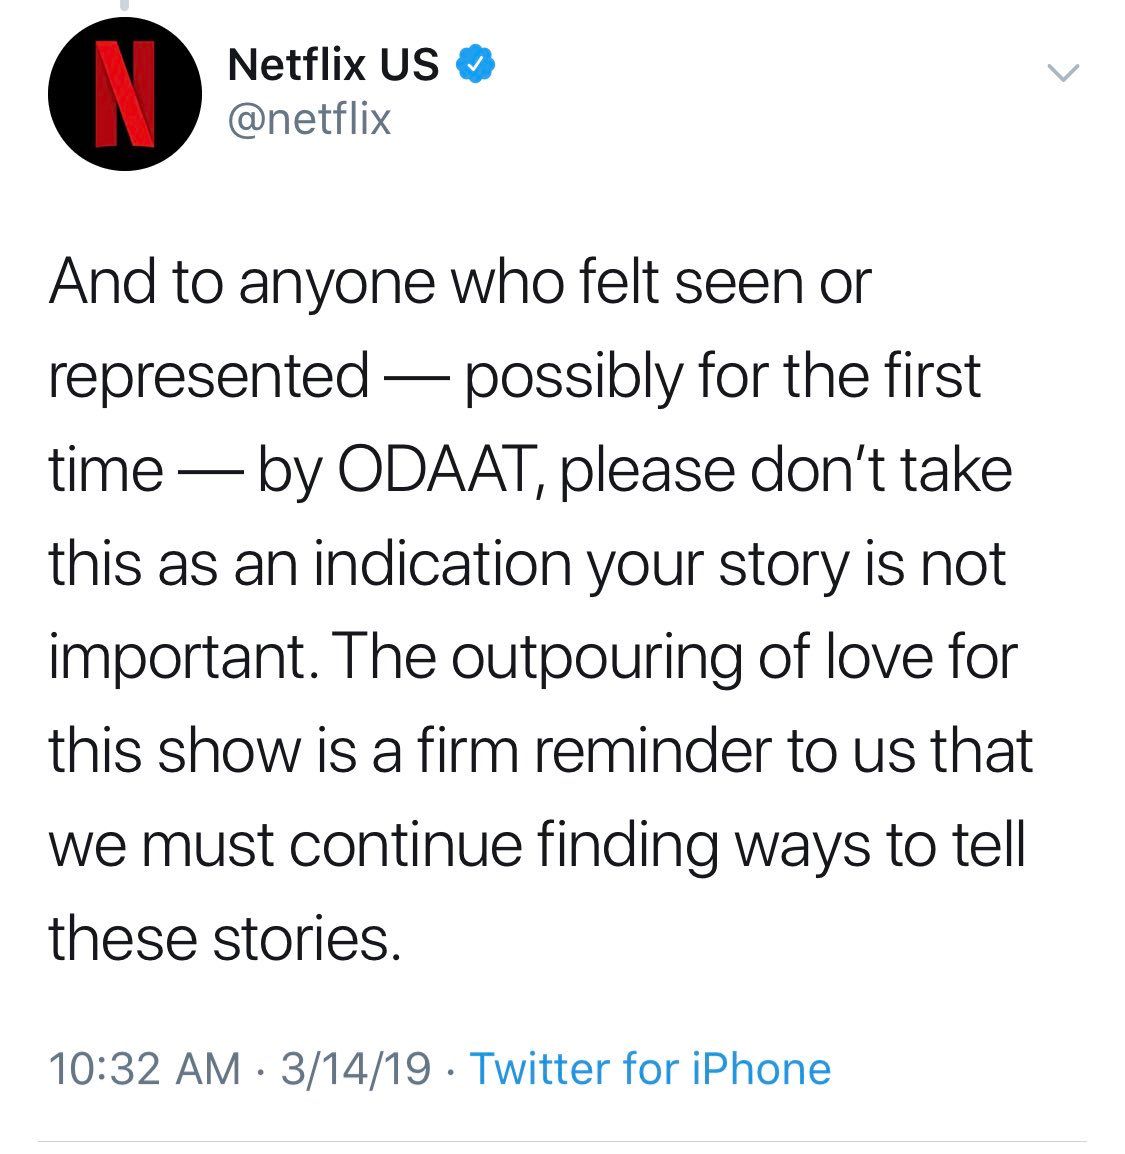 Netflix US
@netflix
And to anyone who felt seen or
represented — possibly for the first
time — by ODAAT, please don’t take
this as an indication your story is not
important. The outpouring of love for
this show is a firm reminder to us that
we must continue finding ways to tell
these stories.
10:32 AM · 3/14/19 · Twitter for iPhone